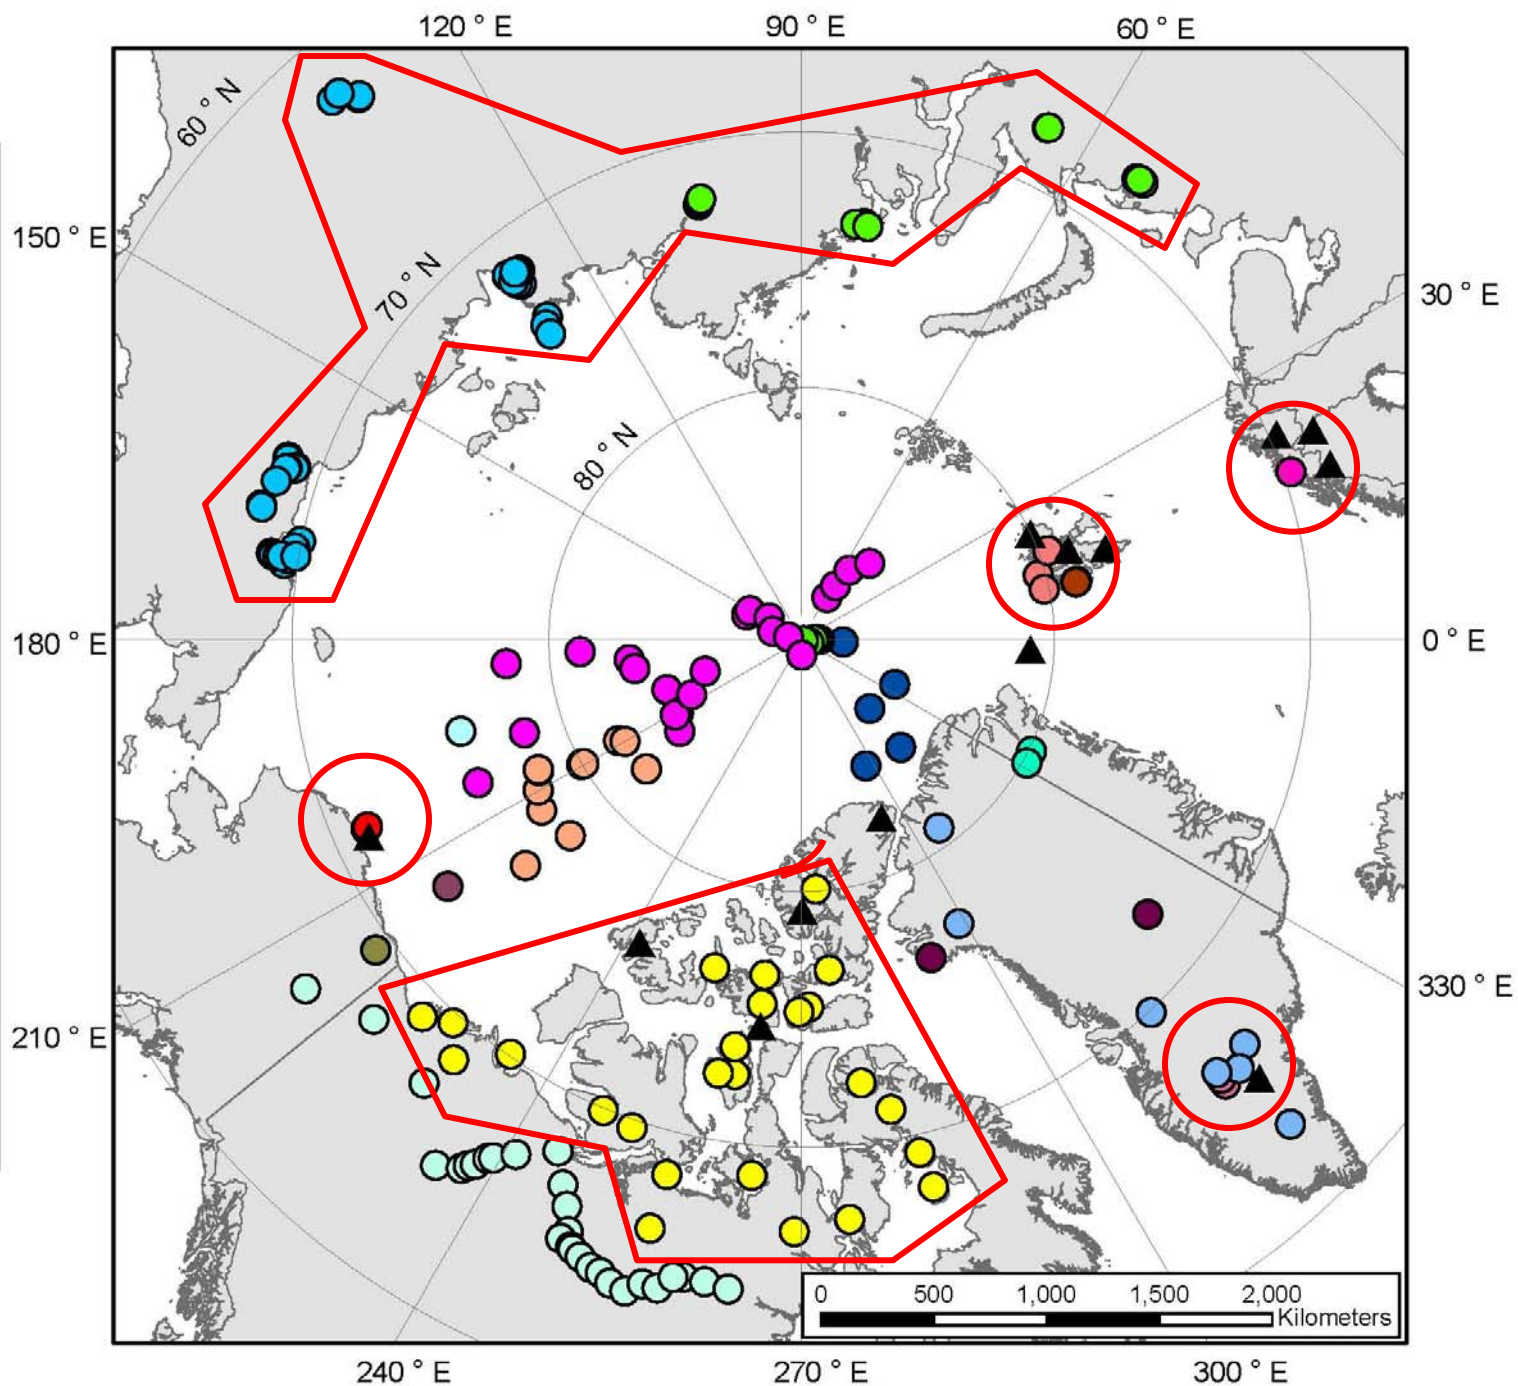 120 ° E 90 ° E 60 ° E
60 ° N
150 ° E
70 ° N
30 ° E
80 ° N
180 ° E
0 ° E
330 ° E
210 ° E
0 500 1,000 1,500 2,000
Kilometers
240 ° E 270 ° E 300 ° E